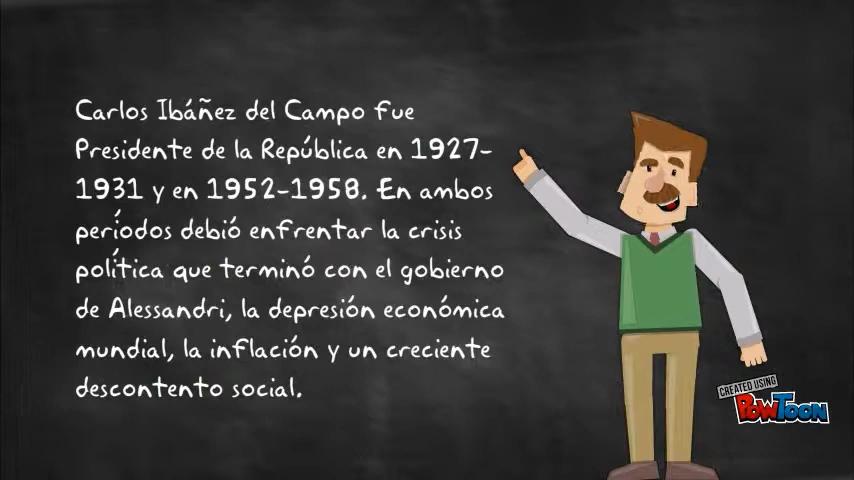 Carlos Ibáñez del Campo fue
Presidente de la República en 1927-
1931 y en 1952-1958. En ambos
períodos debió enfrentar la crisis
política que terminó con el gobierno
de Alessandri, la depresión económica
mundial, la inflación y un creciente
descontento social.
CREATED USING
POWTOON